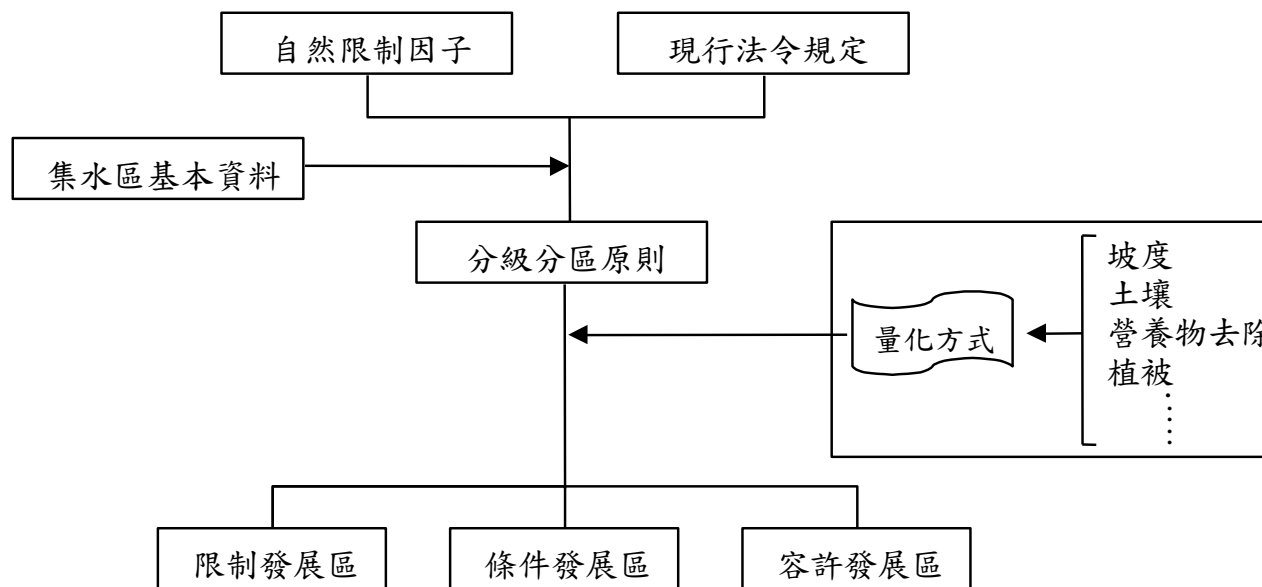 自然限制因子
現行法令規定
集水區基本資料
分級分區原則
量化方式
坡度
土壤
營養物去除
植被
⋮
限制發展區
條件發展區
容許發展區